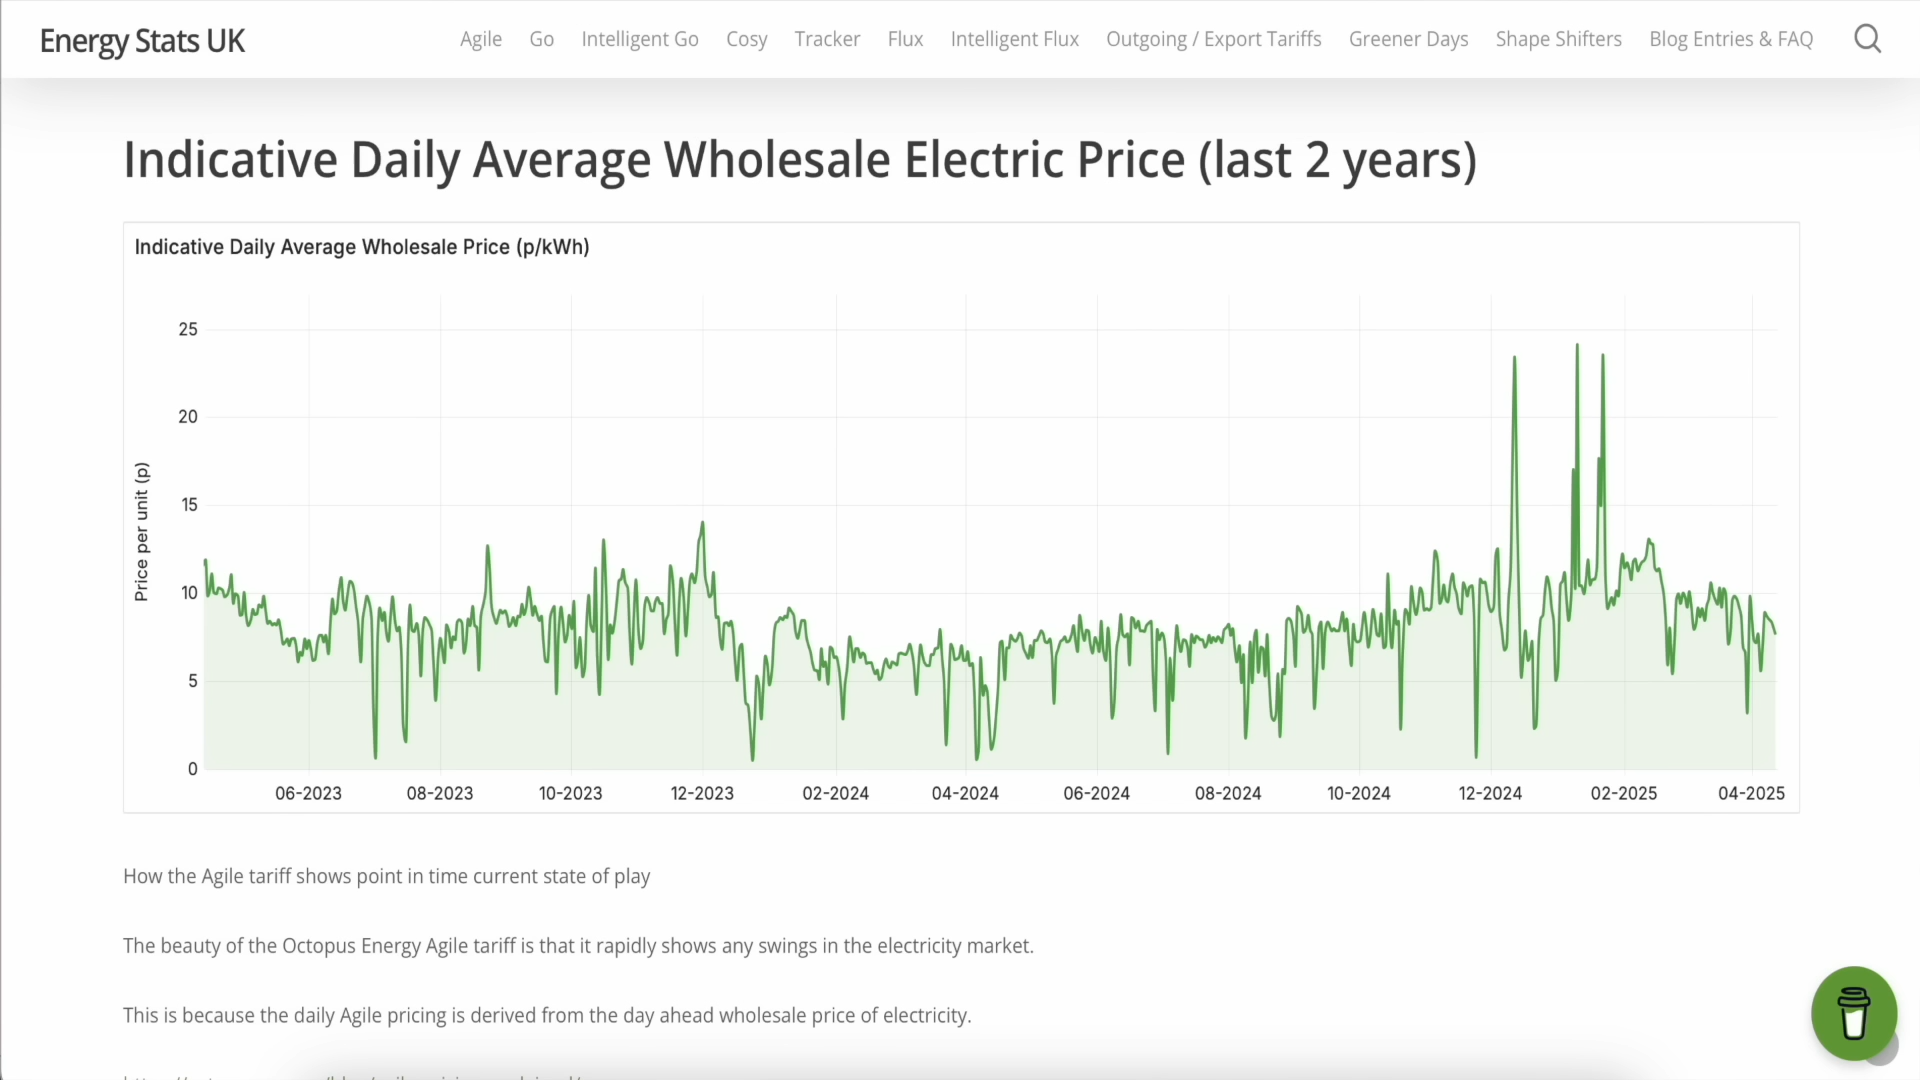 Energy Stats UK
Agile Go Intelligent Go Cosy Tracker Flux Intelligent Flux Outgoing / Export Tariffs Greener Days Shape Shifters Blog Entries & FAQ
Indicative Daily Average Wholesale Electric Price (last 2 years)
Indicative Daily Average Wholesale Price (p/kWh)
Price per unit (p)
25
20
15
10
5
0
06-2023 08-2023 10-2023 12-2023 02-2024 04-2024 06-2024 08-2024 10-2024 12-2024 02-2025 04-2025
How the Agile tariff shows point in time current state of play
The beauty of the Octopus Energy Agile tariff is that it rapidly shows any swings in the electricity market.
This is because the daily Agile pricing is derived from the day ahead wholesale price of electricity.